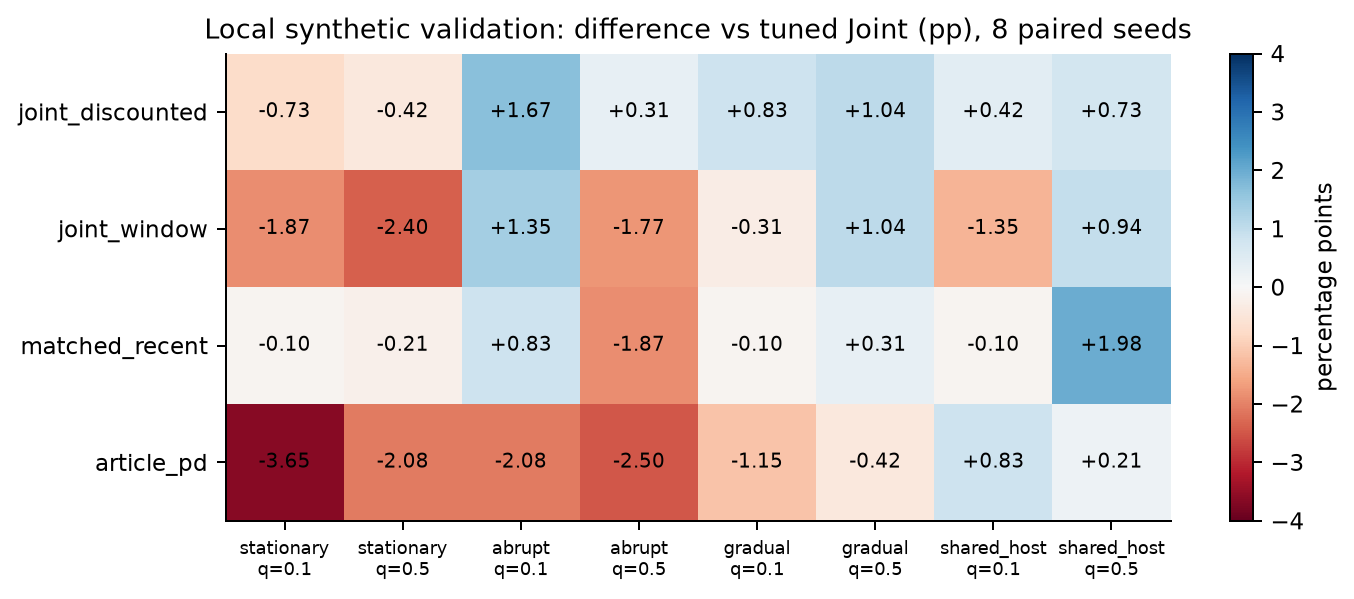 Local synthetic validation: difference vs tuned Joint (pp), 8 paired seeds
joint_discounted -0.73 -0.42 +1.67 +0.31 +0.83 +1.04 +0.42 +0.73
joint_window -1.87 -2.40 +1.35 -1.77 -0.31 +1.04 -1.35 +0.94
matched_recent -0.10 -0.21 +0.83 -1.87 -0.10 +0.31 -0.10 +1.98
article_pd -3.65 -2.08 -2.08 -2.50 -1.15 -0.42 +0.83 +0.21
stationary stationary abrupt abrupt gradual gradual shared_host shared_host
q=0.1 q=0.5 q=0.1 q=0.5 q=0.1 q=0.5 q=0.1 q=0.5
4
3
2
1
0
−1
−2
−3
−4
percentage points